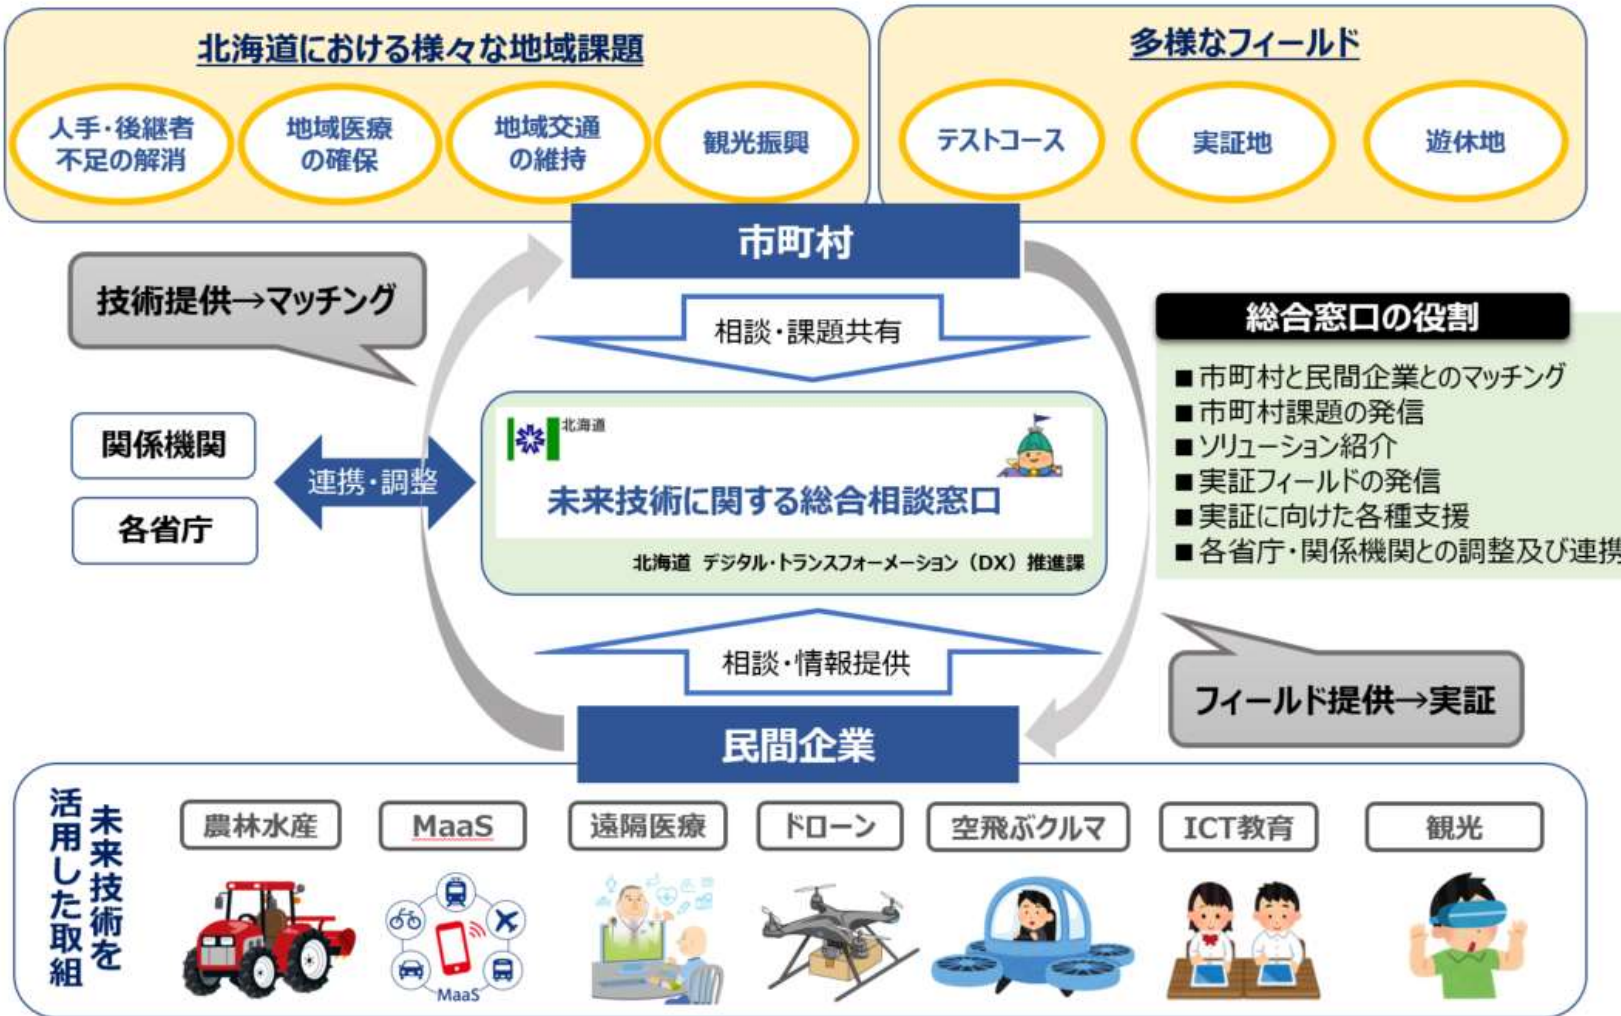 北海道における様々な地域課題
人手・後継者
不足の解消
地域医療
の確保
地域交通
の維持
観光振興
多様なフィールド
テストコース
実証地
遊休地
市町村
技術提供→マッチング
相談・課題共有
総合窓口の役割
■市町村と民間企業とのマッチング
■市町村課題の発信
■ソリューション紹介
■実証フィールドの発信
■実証に向けた各種支援
■各省庁・関係機関との調整及び連携
関係機関
各省庁
連携・調整
北海道
未来技術に関する総合相談窓口
北海道 デジタル・トランスフォーメーション（DX）推進課
相談・情報提供
フィールド提供→実証
民間企業
未来技術を
活用した取組
農林水産
MaaS
遠隔医療
ドローン
空飛ぶクルマ
ICT教育
観光
MaaS